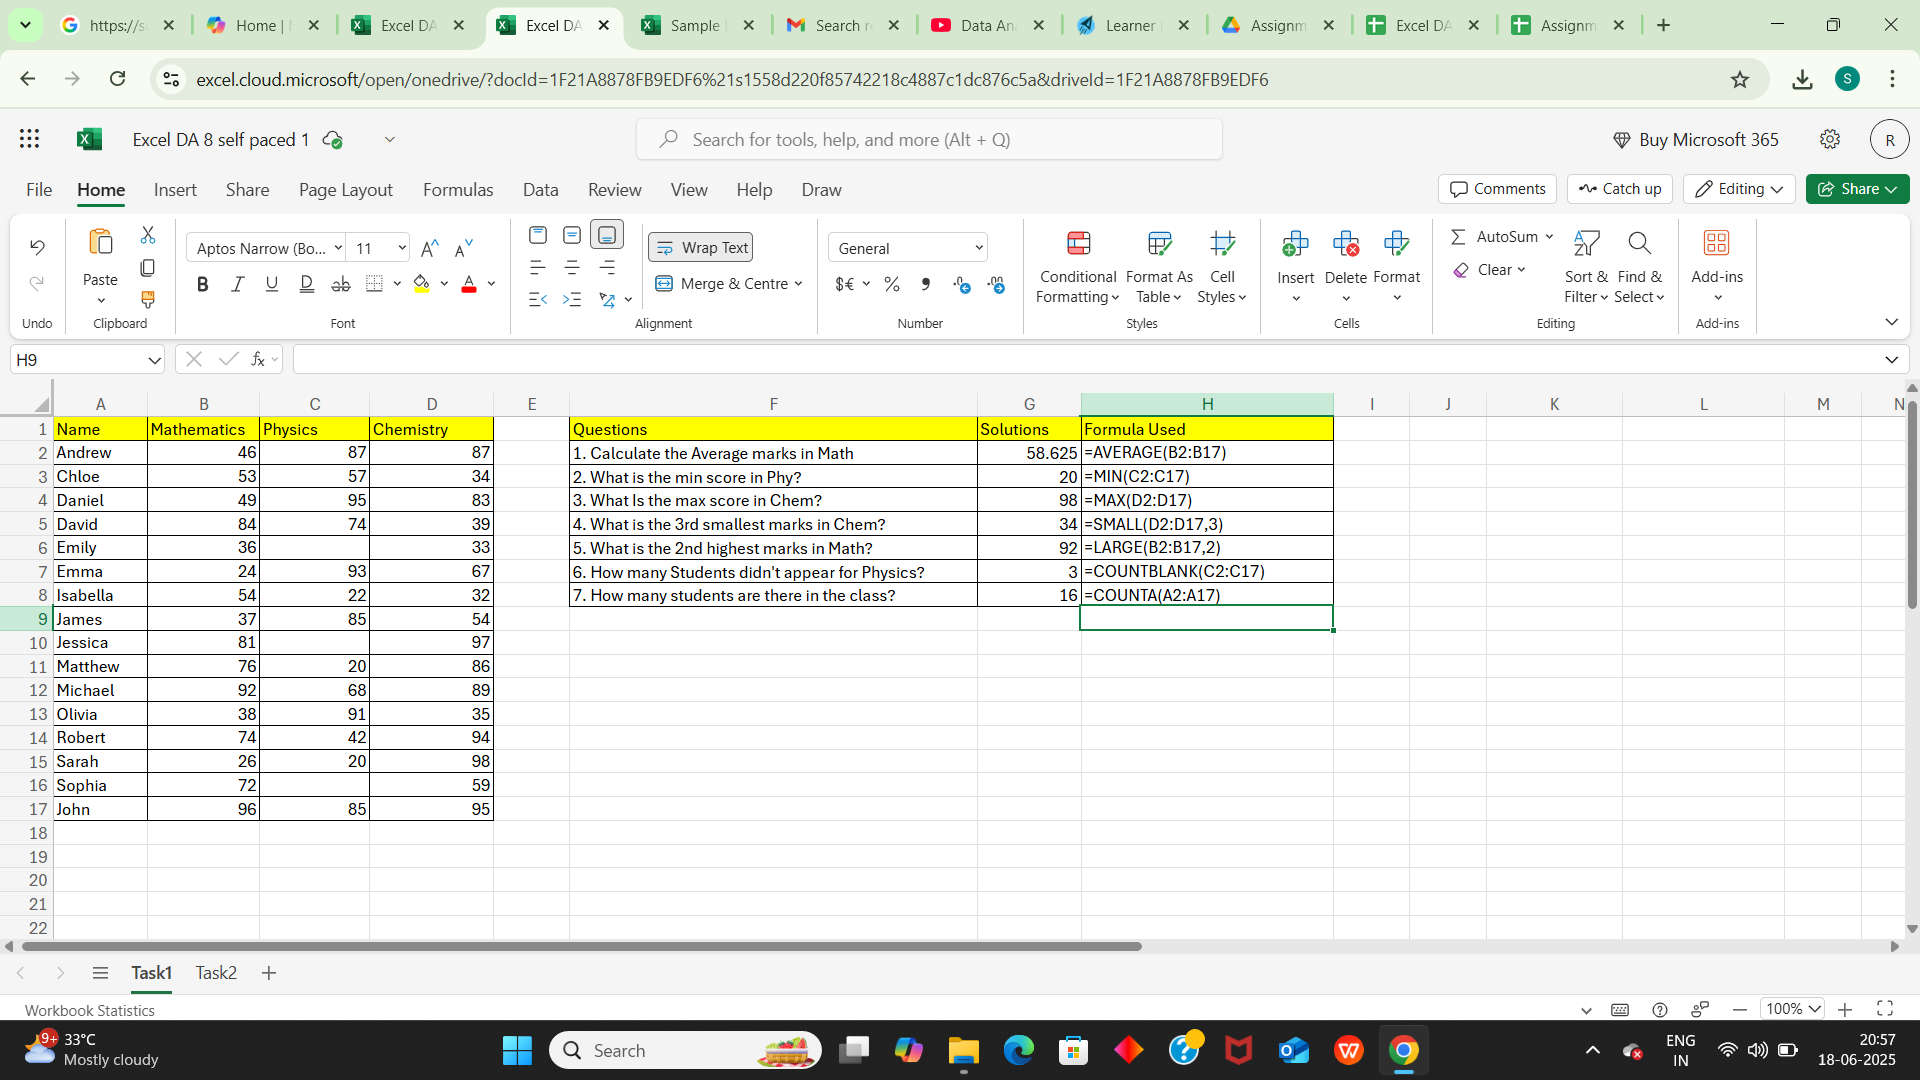 https://s
Home |
Excel DA
Excel DA
Sample
Search r
Data An
Learner
Assignm
Excel DA
Assignm
excel.cloud.microsoft/open/onedrive/?docId=1F21A8878FB9EDF6%21s1558d220f85742218c4887c1dc876c5a&driveId=1F21A8878FB9EDF6
S
Excel DA 8 self paced 1
Search for tools, help, and more (Alt + Q)
Buy Microsoft 365
R
File Home Insert Share Page Layout Formulas Data Review View Help Draw
Comments Catch up Editing Share
Aptos Narrow (Bo... 11
Wrap Text
General
AutoSum
Paste
Merge & Centre
Clear
Conditional Formatting
Format As Table
Cell Styles
Insert Delete Format
Sort & Filter
Find & Select
Add-ins
Undo Clipboard Font Alignment Number Styles Cells Editing Add-ins
H9
fx
A B C D E F G H I J K L M N
1 Name Mathematics Physics Chemistry Questions Solutions Formula Used
2 Andrew 46 87 87 1. Calculate the Average marks in Math 58.625 =AVERAGE(B2:B17)
3 Chloe 53 57 34 2. What is the min score in Phy? 20 =MIN(C2:C17)
4 Daniel 49 95 83 3. What Is the max score in Chem? 98 =MAX(D2:D17)
5 David 84 74 39 4. What is the 3rd smallest marks in Chem? 34 =SMALL(D2:D17,3)
6 Emily 36 33 5. What is the 2nd highest marks in Math? 92 =LARGE(B2:B17,2)
7 Emma 24 93 67 6. How many Students didn't appear for Physics? 3 =COUNTBLANK(C2:C17)
8 Isabella 54 22 32 7. How many students are there in the class? 16 =COUNTA(A2:A17)
9 James 37 85 54
10 Jessica 81 97
11 Matthew 76 20 86
12 Michael 92 68 89
13 Olivia 38 91 35
14 Robert 74 42 94
15 Sarah 26 20 98
16 Sophia 72 59
17 John 96 85 95
18
19
20
21
22
Task1 Task2
Workbook Statistics
100%
9+
33°C
Mostly cloudy
Search
ENG
IN
20:57
18-06-2025